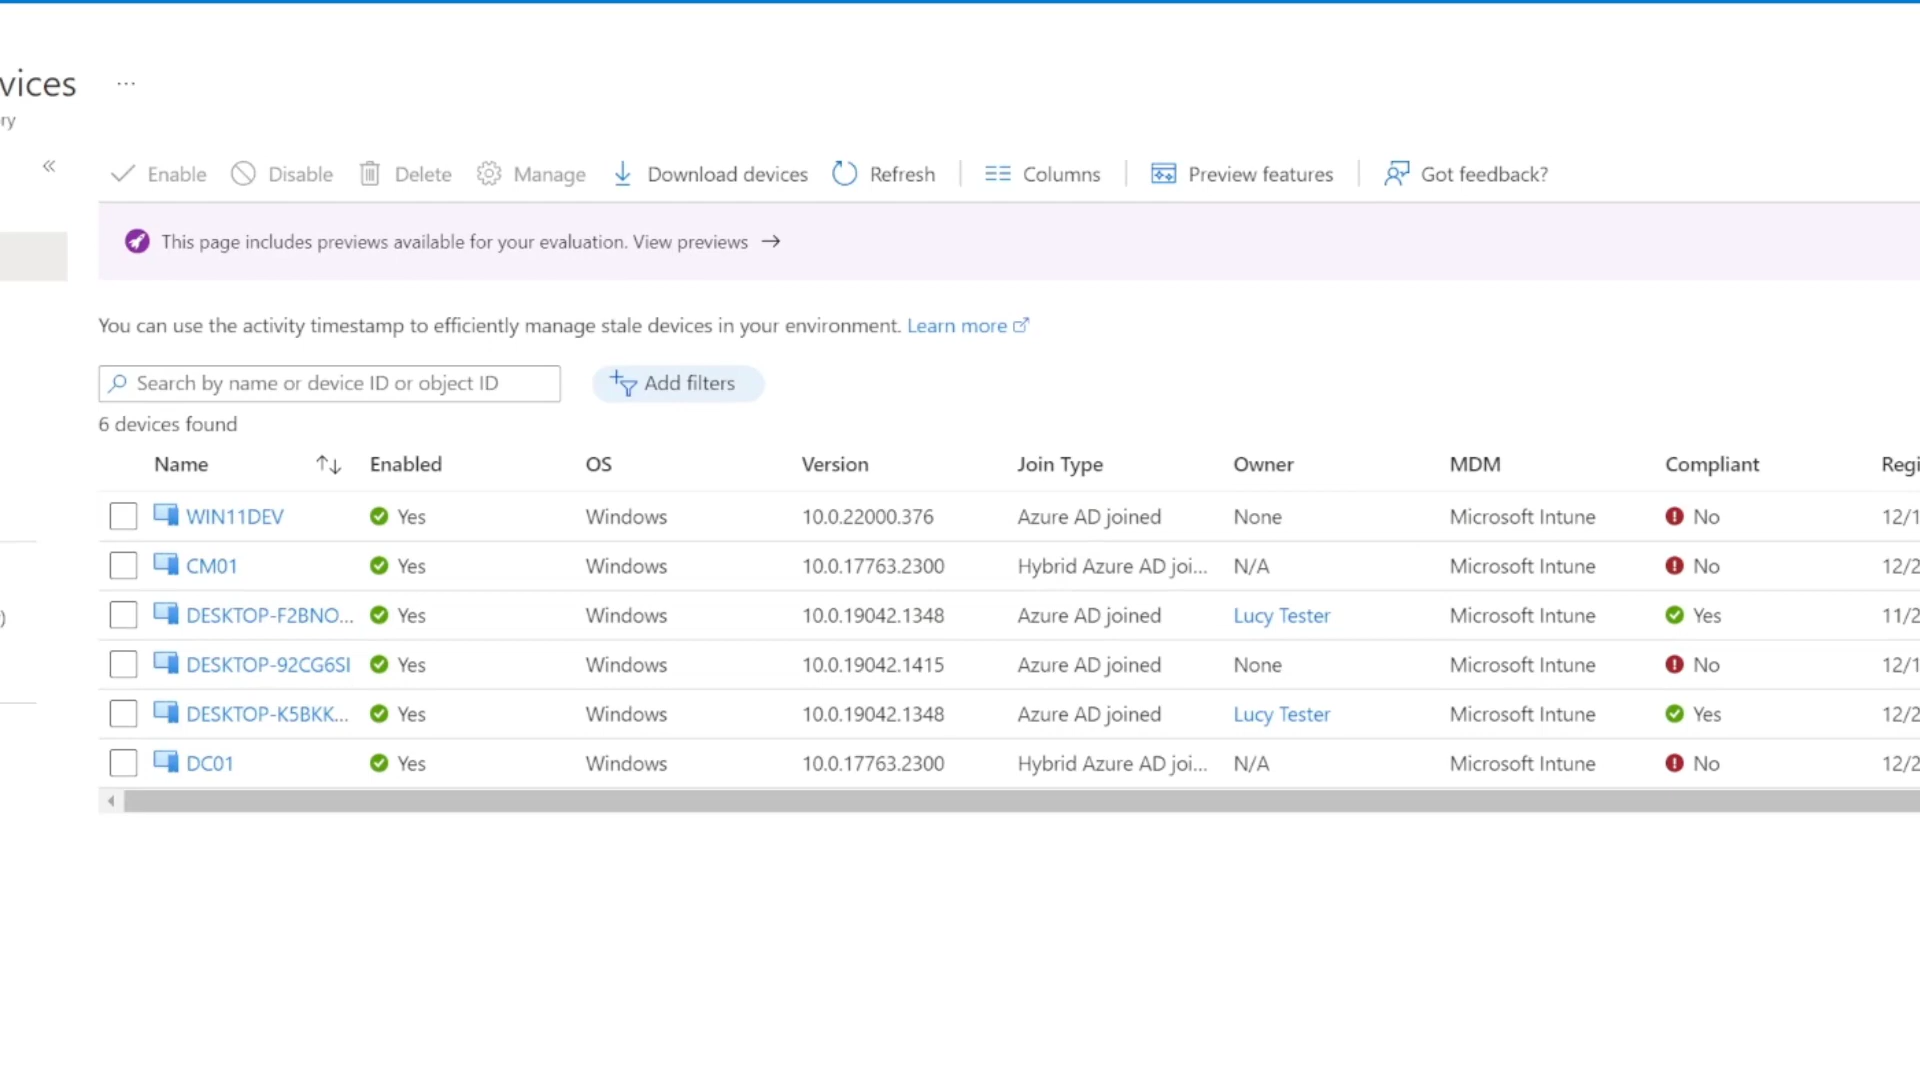 vices ...
ry
Enable Disable Delete Manage Download devices Refresh Columns Preview features Got feedback?
This page includes previews available for your evaluation. View previews →
You can use the activity timestamp to efficiently manage stale devices in your environment. Learn more
Search by name or device ID or object ID Add filters
6 devices found
Name Enabled OS Version Join Type Owner MDM Compliant Regi
WIN11DEV Yes Windows 10.0.22000.376 Azure AD joined None Microsoft Intune No 12/1
CM01 Yes Windows 10.0.17763.2300 Hybrid Azure AD joi... N/A Microsoft Intune No 12/2
DESKTOP-F2BNO... Yes Windows 10.0.19042.1348 Azure AD joined Lucy Tester Microsoft Intune Yes 11/2
DESKTOP-92CG6SI Yes Windows 10.0.19042.1415 Azure AD joined None Microsoft Intune No 12/1
DESKTOP-K5BKK... Yes Windows 10.0.19042.1348 Azure AD joined Lucy Tester Microsoft Intune Yes 12/2
DC01 Yes Windows 10.0.17763.2300 Hybrid Azure AD joi... N/A Microsoft Intune No 12/2